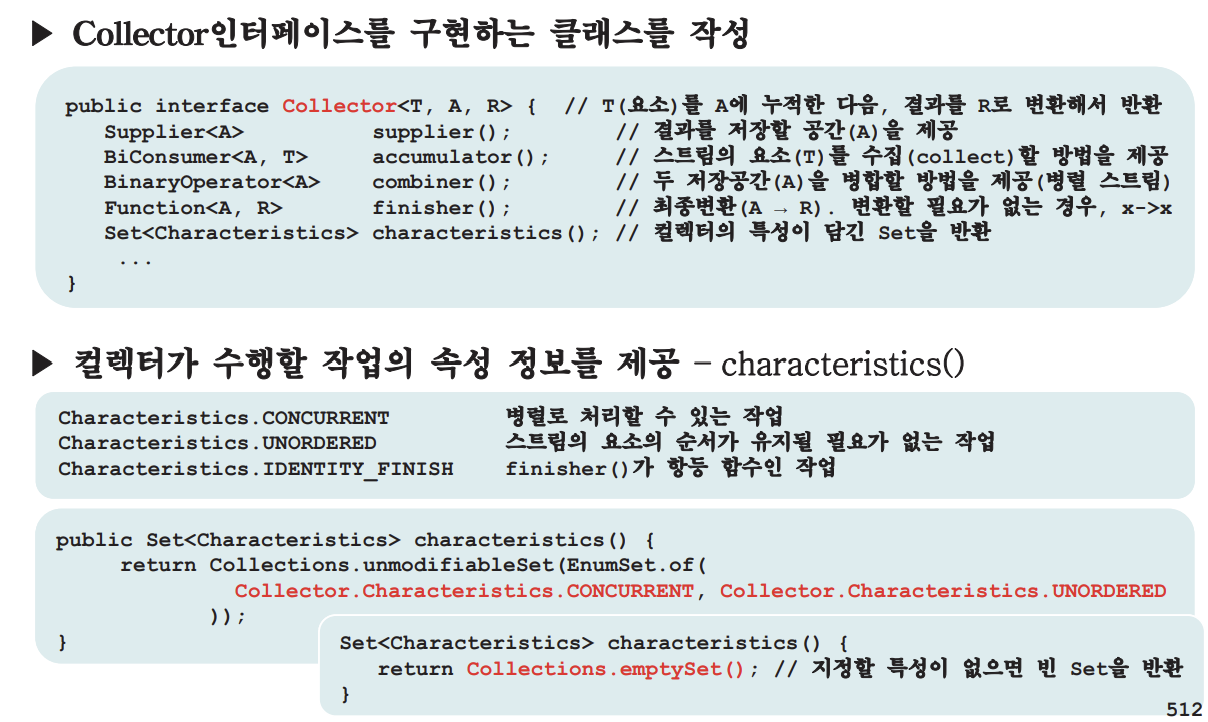 ▶ Collector인터페이스를 구현하는 클래스를 작성
public interface Collector<T, A, R> { // T(요소)를 A에 누적한 다음, 결과를 R로 변환해서 반환
Supplier<A> supplier(); // 결과를 저장할 공간(A)을 제공
BiConsumer<A, T> accumulator(); // 스트림의 요소(T)를 수집(collect)할 방법을 제공
BinaryOperator<A> combiner(); // 두 저장공간(A)을 병합할 방법을 제공(병렬 스트림)
Function<A, R> finisher(); // 최종변환(A → R). 변환할 필요가 없는 경우, x->x
Set<Characteristics> characteristics(); // 컬렉터의 특성이 담긴 Set을 반환
...
}
▶ 컬렉터가 수행할 작업의 속성 정보를 제공 – characteristics()
Characteristics.CONCURRENT 병렬로 처리할 수 있는 작업
Characteristics.UNORDERED 스트림의 요소의 순서가 유지될 필요가 없는 작업
Characteristics.IDENTITY_FINISH finisher()가 항등 함수인 작업
public Set<Characteristics> characteristics() {
return Collections.unmodifiableSet(EnumSet.of(
Collector.Characteristics.CONCURRENT, Collector.Characteristics.UNORDERED
));
}
Set<Characteristics> characteristics() {
return Collections.emptySet(); // 지정할 특성이 없으면 빈 Set을 반환
}
512